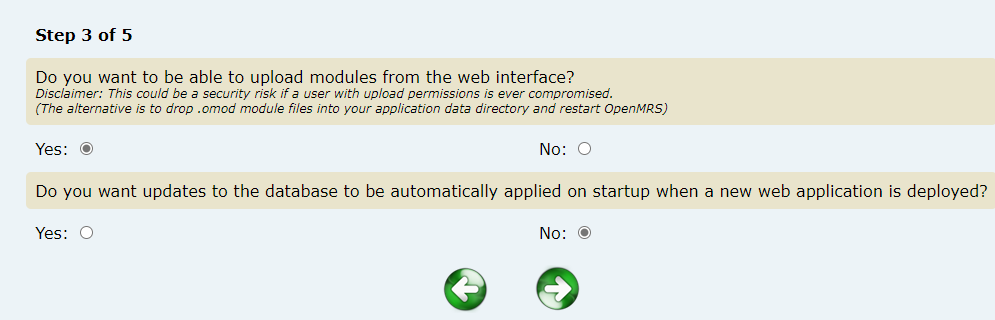 Step 3 of 5
Do you want to be able to upload modules from the web interface?
Disclaimer: This could be a security risk if a user with upload permissions is ever compromised.
(The alternative is to drop .omod module files into your application data directory and restart OpenMRS)
Yes: No:
Do you want updates to the database to be automatically applied on startup when a new web application is deployed?
Yes: No: